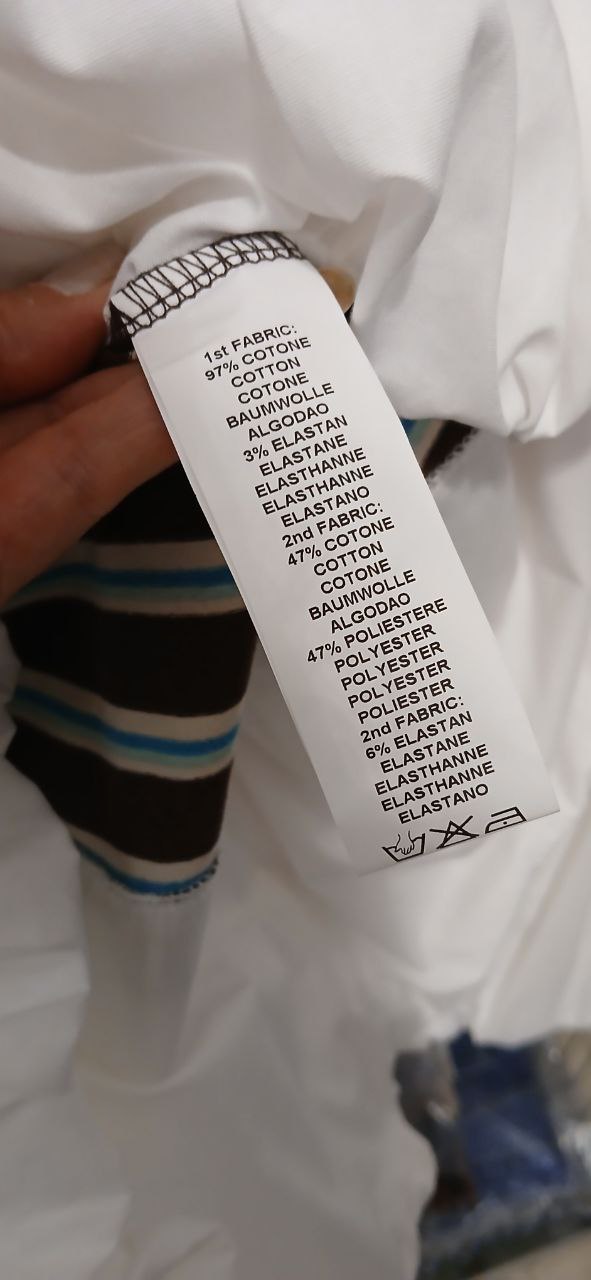 1st FABRIC:
97% COTONE
COTTON
COTONE
BAUMWOLLE
ALGODAO
3% ELASTAN
ELASTANE
ELASTHANNE
ELASTHANNE
ELASTANO
2nd FABRIC:
47% COTONE
COTTON
COTONE
BAUMWOLLE
ALGODAO
47% POLIESTERE
POLYESTER
POLYESTER
POLYESTER
POLIESTER
2nd FABRIC:
6% ELASTAN
ELASTANE
ELASTHANNE
ELASTHANNE
ELASTANO